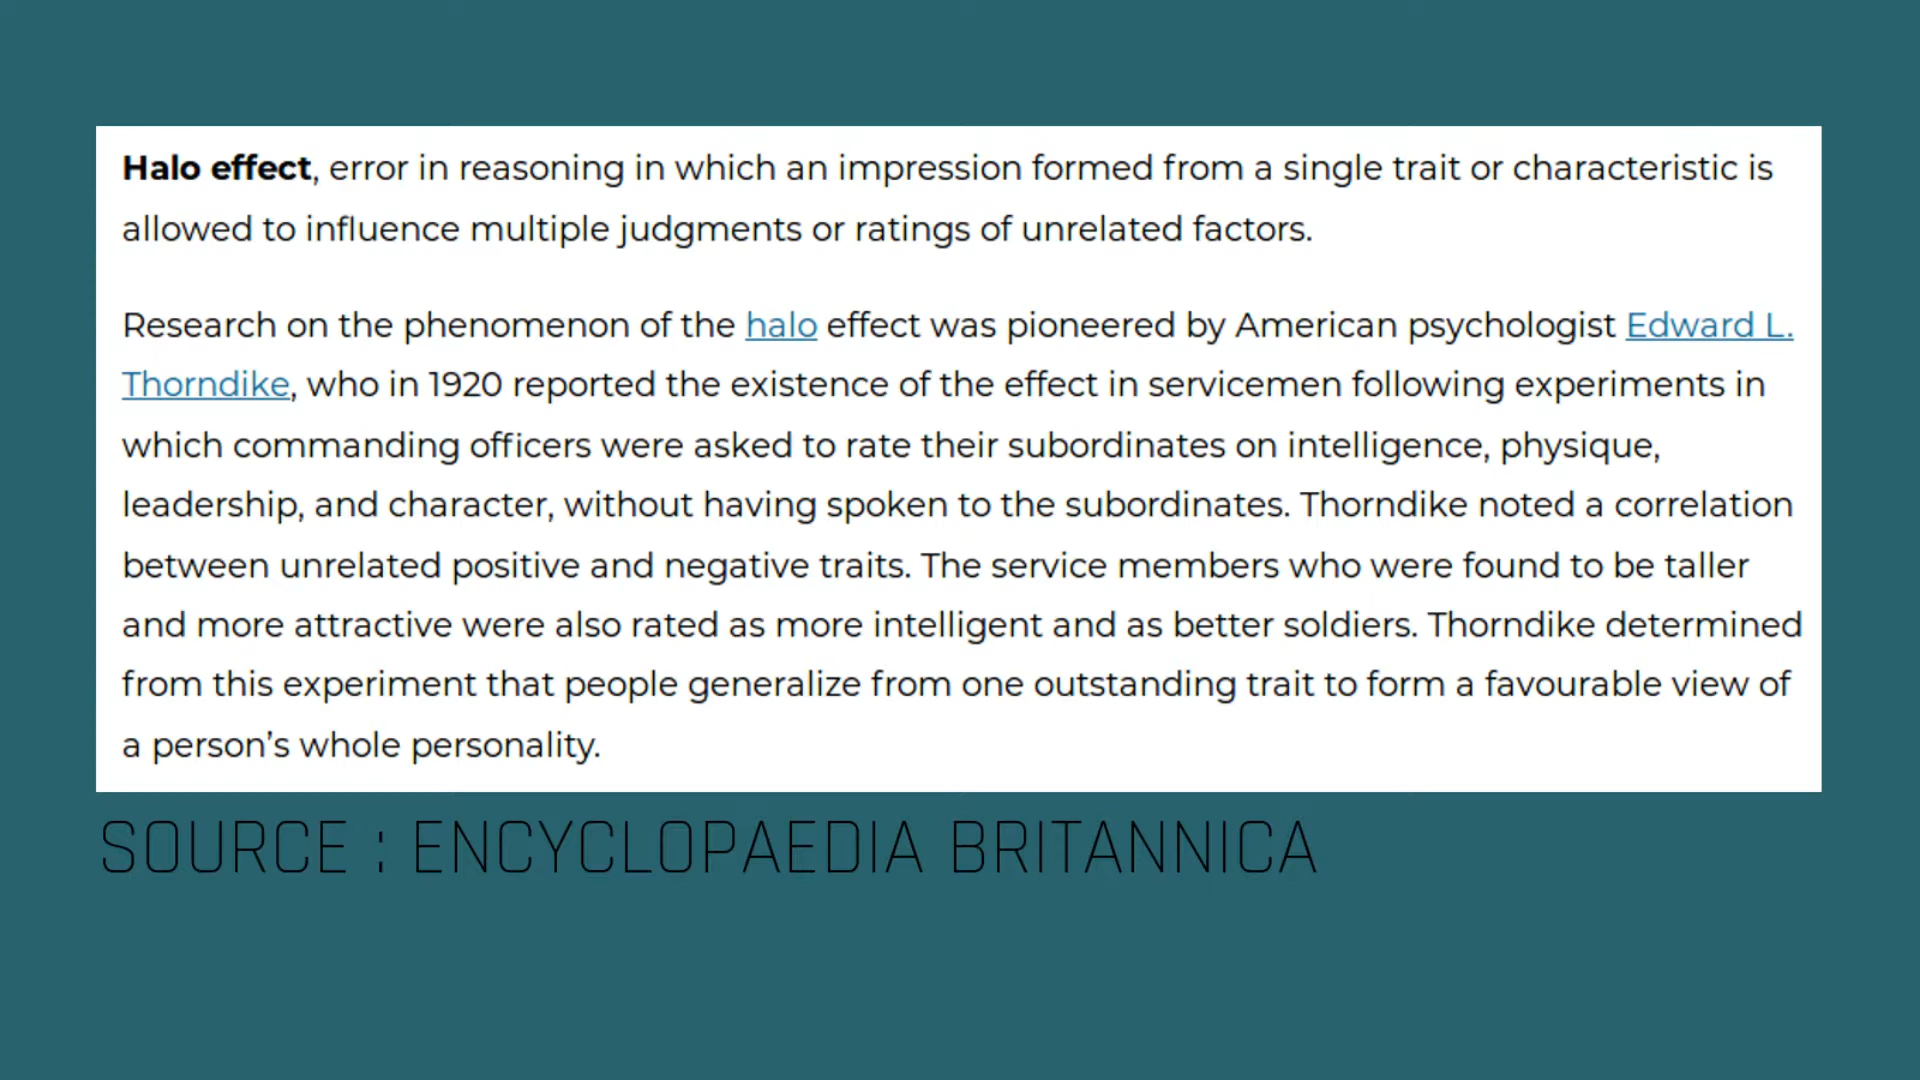 Halo effect, error in reasoning in which an impression formed from a single trait or characteristic is
allowed to influence multiple judgments or ratings of unrelated factors.
Research on the phenomenon of the halo effect was pioneered by American psychologist Edward L.
Thorndike, who in 1920 reported the existence of the effect in servicemen following experiments in
which commanding officers were asked to rate their subordinates on intelligence, physique,
leadership, and character, without having spoken to the subordinates. Thorndike noted a correlation
between unrelated positive and negative traits. The service members who were found to be taller
and more attractive were also rated as more intelligent and as better soldiers. Thorndike determined
from this experiment that people generalize from one outstanding trait to form a favourable view of
a person’s whole personality.
SOURCE : ENCYCLOPAEDIA BRITANNICA